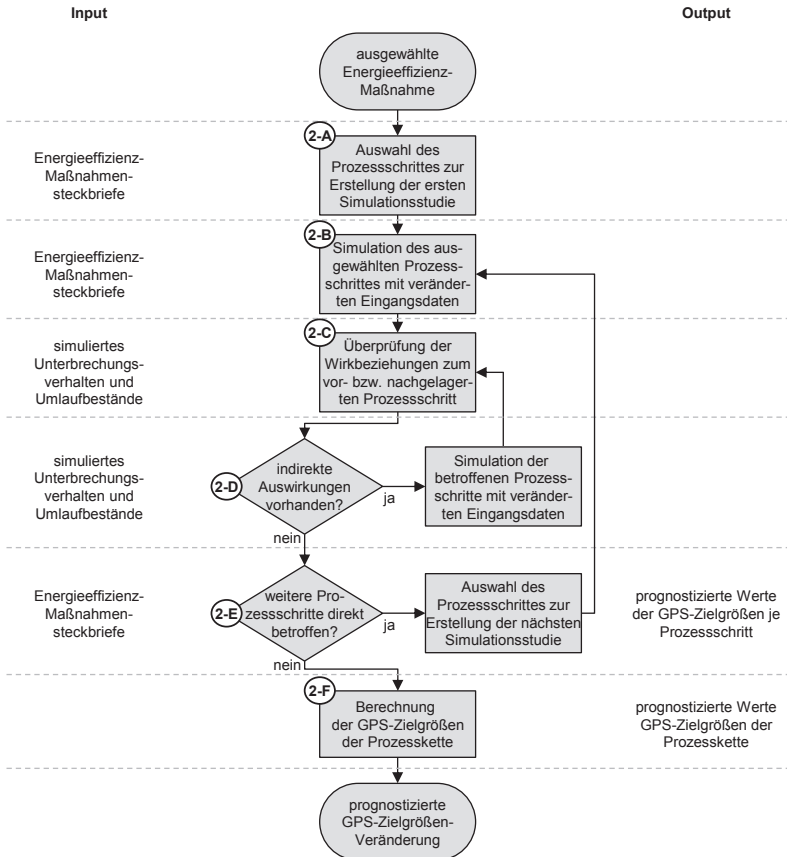 Input
Output
ausgewählte
Energieeffizienz-
Maßnahme
2-A
Energieeffizienz-
Maßnahmen-
steckbriefe
Auswahl des
Prozessschrittes zur
Erstellung der ersten
Simulationsstudie
2-B
Energieeffizienz-
Maßnahmen-
steckbriefe
Simulation des aus-
gewählten Prozess-
schrittes mit veränder-
ten Eingangsdaten
2-C
simuliertes
Unterbrechungs-
verhalten und
Umlaufbestände
Überprüfung der
Wirkbeziehungen zum
vor- bzw. nachgelager-
ten Prozessschritt
simuliertes
Unterbrechungs-
verhalten und
Umlaufbestände
2-D
indirekte
Auswirkungen
vorhanden?
ja
nein
Simulation der
betroffenen Prozess-
schritte mit veränder-
ten Eingangsdaten
Energieeffizienz-
Maßnahmen-
steckbriefe
2-E
weitere Pro-
zessschritte direkt
betroffen?
ja
nein
Auswahl des
Prozessschrittes zur
Erstellung der nächsten
Simulationsstudie
prognostizierte Werte
der GPS-Zielgrößen je
Prozessschritt
2-F
Berechnung
der GPS-Zielgrößen
der Prozesskette
prognostizierte Werte
GPS-Zielgrößen der
Prozesskette
prognostizierte
GPS-Zielgrößen-
Veränderung